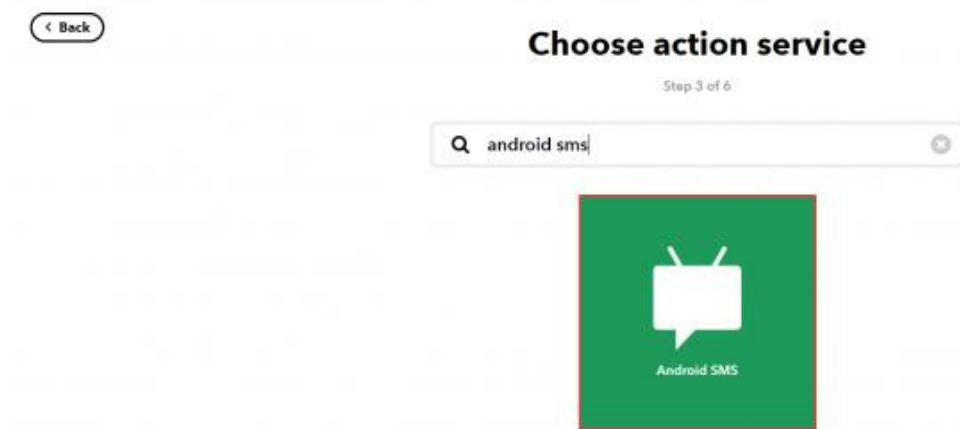 Back
Choose action service
Step 3 of 6
android sms
Android SMS